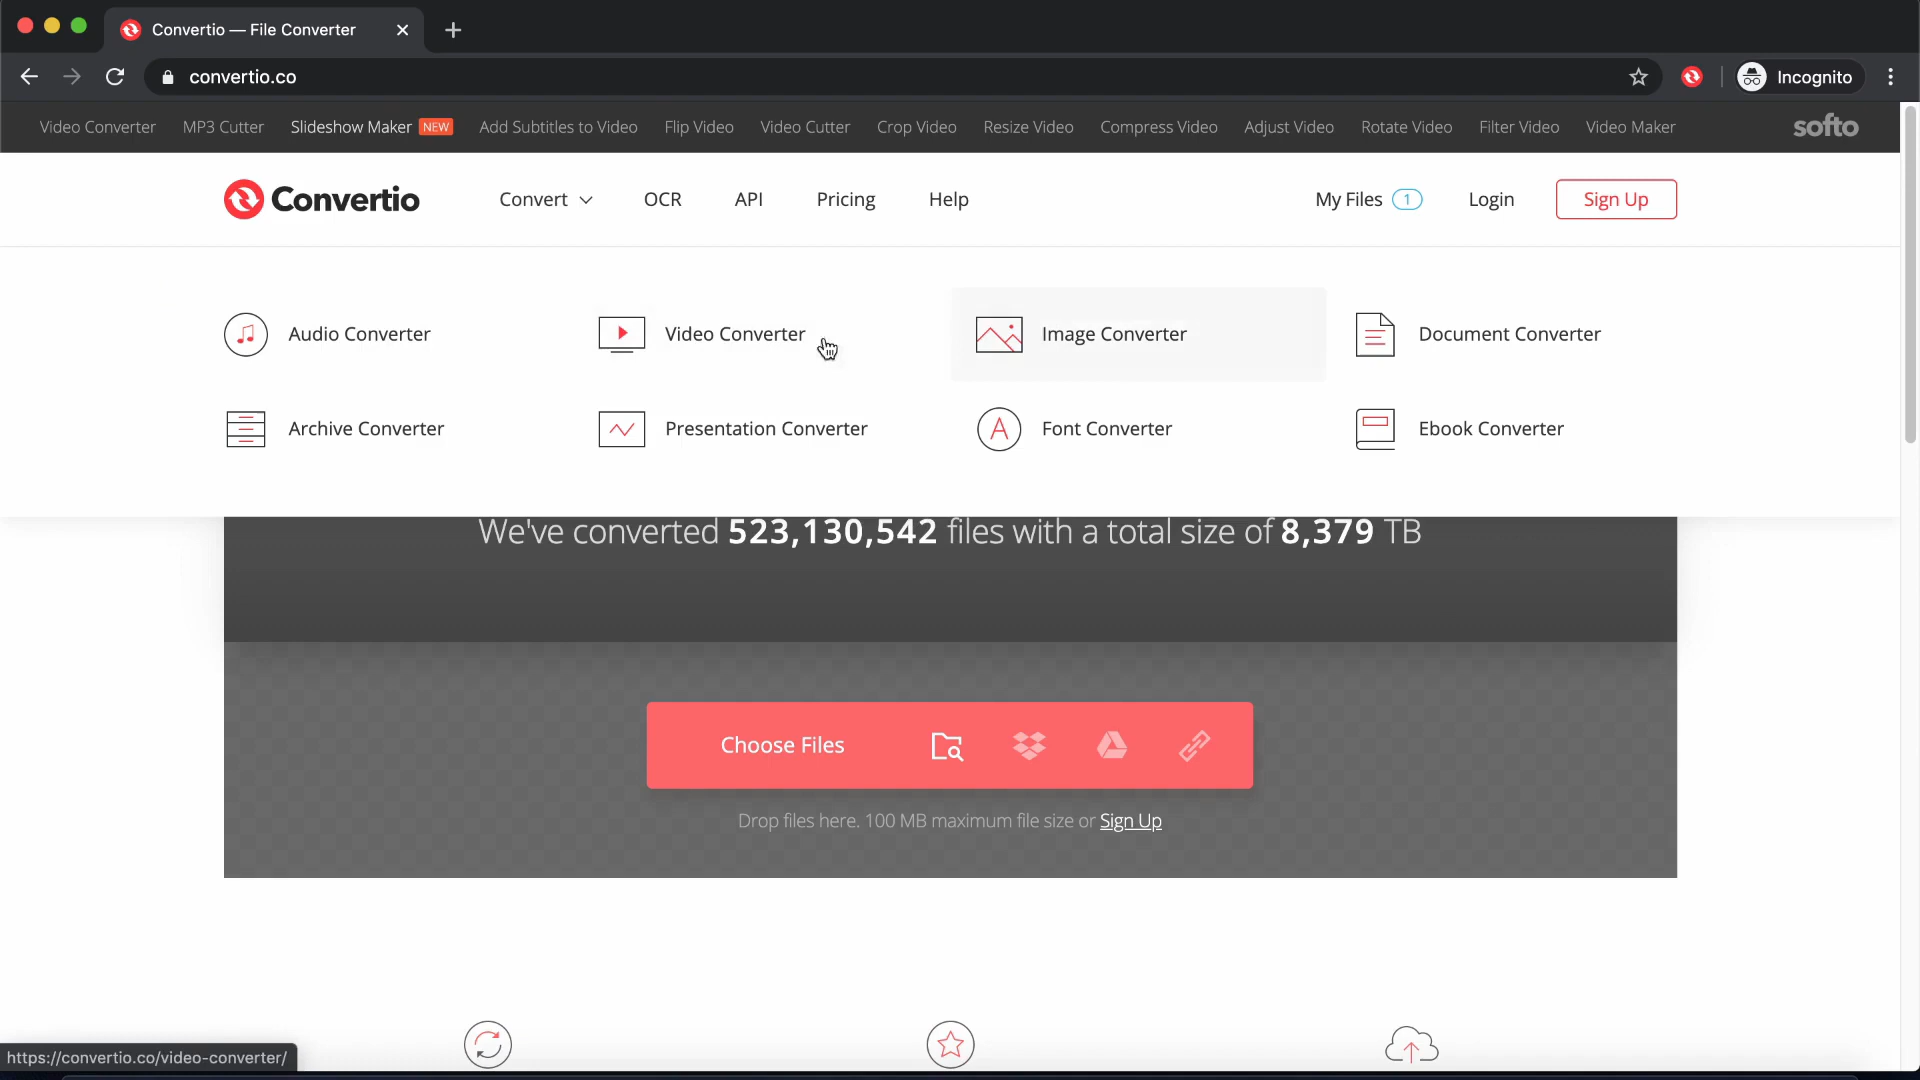 Convertio — File Converter
convertio.co
Incognito
Video Converter MP3 Cutter Slideshow Maker NEW Add Subtitles to Video Flip Video Video Cutter Crop Video Resize Video Compress Video Adjust Video Rotate Video Filter Video Video Maker softo
Convertio Convert OCR API Pricing Help My Files 1 Login Sign Up
Audio Converter Video Converter Image Converter Document Converter
Archive Converter Presentation Converter Font Converter Ebook Converter
We've converted 523,130,542 files with a total size of 8,379 TB
Choose Files
Drop files here. 100 MB maximum file size or Sign Up
https://convertio.co/video-converter/